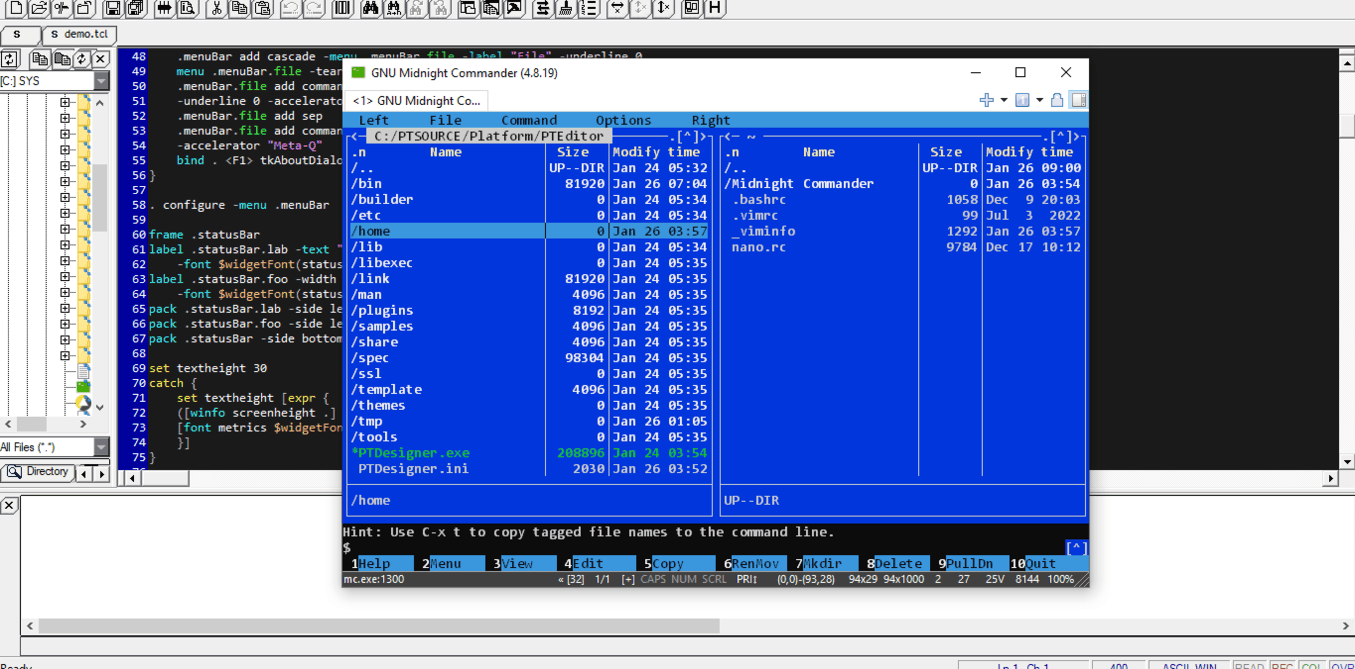 S
S demo.tcl
[C:] SYS
48 .menuBar add cascade -menu .menuBar.file -label "File" -underline 0
49 menu .menuBar.file -tear
50 .menuBar.file add comman
51 -underline 0 -accelerato
52 .menuBar.file add sep
53 .menuBar.file add comman
54 -accelerator "Meta-Q"
55 bind . <F1> tkAboutDialo
56 }
57
58 . configure -menu .menuBar
59
60 frame .statusBar
61 label .statusBar.lab -text "
62 -font $widgetFont(status
63 label .statusBar.foo -width
64 -font $widgetFont(status
65 pack .statusBar.lab -side le
66 pack .statusBar.foo -side le
67 pack .statusBar -side bottom
68
69 set textheight 30
70 catch {
71 set textheight [expr {
72 ([winfo screenheight .]
73 [font metrics $widgetFon
74 }]
75 }
All Files (*.*)
Directory
GNU Midnight Commander (4.8.19)
<1> GNU Midnight Co...
Left File Command Options Right
<─ C:/PTSOURCE/Platform/PTEditor .[^]>
.n Name Size Modify time
/.. UP--DIR Jan 24 05:32
/bin 81920 Jan 26 07:04
/builder 0 Jan 24 05:34
/etc 0 Jan 24 05:34
/home 0 Jan 26 03:57
/lib 0 Jan 24 05:34
/libexec 0 Jan 24 05:35
/link 81920 Jan 24 05:35
/man 4096 Jan 24 05:35
/plugins 8192 Jan 24 05:35
/samples 4096 Jan 24 05:35
/share 4096 Jan 24 05:35
/spec 98304 Jan 24 05:35
/ssl 0 Jan 24 05:35
/template 4096 Jan 24 05:35
/themes 0 Jan 24 05:35
/tmp 0 Jan 26 01:05
/tools 0 Jan 24 05:35
*PTDesigner.exe 208896 Jan 24 03:54
PTDesigner.ini 2030 Jan 26 03:52
/home
<─ ~ .[^]>
.n Name Size Modify time
/.. UP--DIR Jan 26 09:00
/Midnight Commander 0 Jan 26 03:54
.bashrc 1058 Dec 9 20:03
.vimrc 99 Jul 3 2022
_viminfo 1292 Jan 26 03:57
nano.rc 9784 Dec 17 10:12
UP--DIR
Hint: Use C-x t to copy tagged file names to the command line.
$ [^]
1Help 2Menu 3View 4Edit 5Copy 6RenMov 7Mkdir 8Delete 9PullDn 10Quit
mc.exe:1300 « [32] 1/1 [+] CAPS NUM SCRL PRI↕ (0,0)-(93,28) 94x29 94x1000 2 27 25V 8144 100%
Ready Ln 1, Ch 1 400 ASCII, WIN READ REC COL OVR